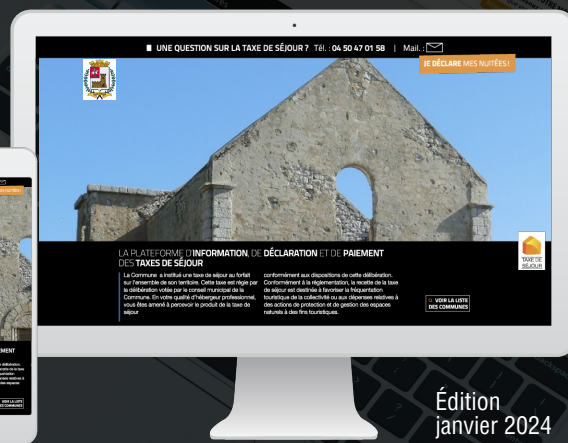 UNE QUESTION SUR LA TAXE DE SÉJOUR ? Tél. : 04 50 47 01 58 | Mail. :
JE DÉCLARE MES NUITÉES !
LA PLATEFORME D'INFORMATION, DE DÉCLARATION ET DE PAIEMENT
DES TAXES DE SÉJOUR
La Commune a institué une taxe de séjour au forfait
sur l'ensemble de son territoire. Cette taxe est régie par
la délibération votée par le conseil municipal de la
Commune. En votre qualité d'hébergeur professionnel,
vous êtes amené à percevoir le produit de la taxe de
séjour
conformément aux dispositions de cette délibération.
Conformément à la réglementation, la recette de la taxe
de séjour est destinée à favoriser la fréquentation
touristique de la collectivité ou aux dépenses relatives à
des actions de protection et de gestion des espaces
naturels à des fins touristiques.
TAXE DE
SÉJOUR
VOIR LA LISTE
DES COMMUNES
EMENT
VOIR LA LISTE
DES COMMUNES
Édition
janvier 2024